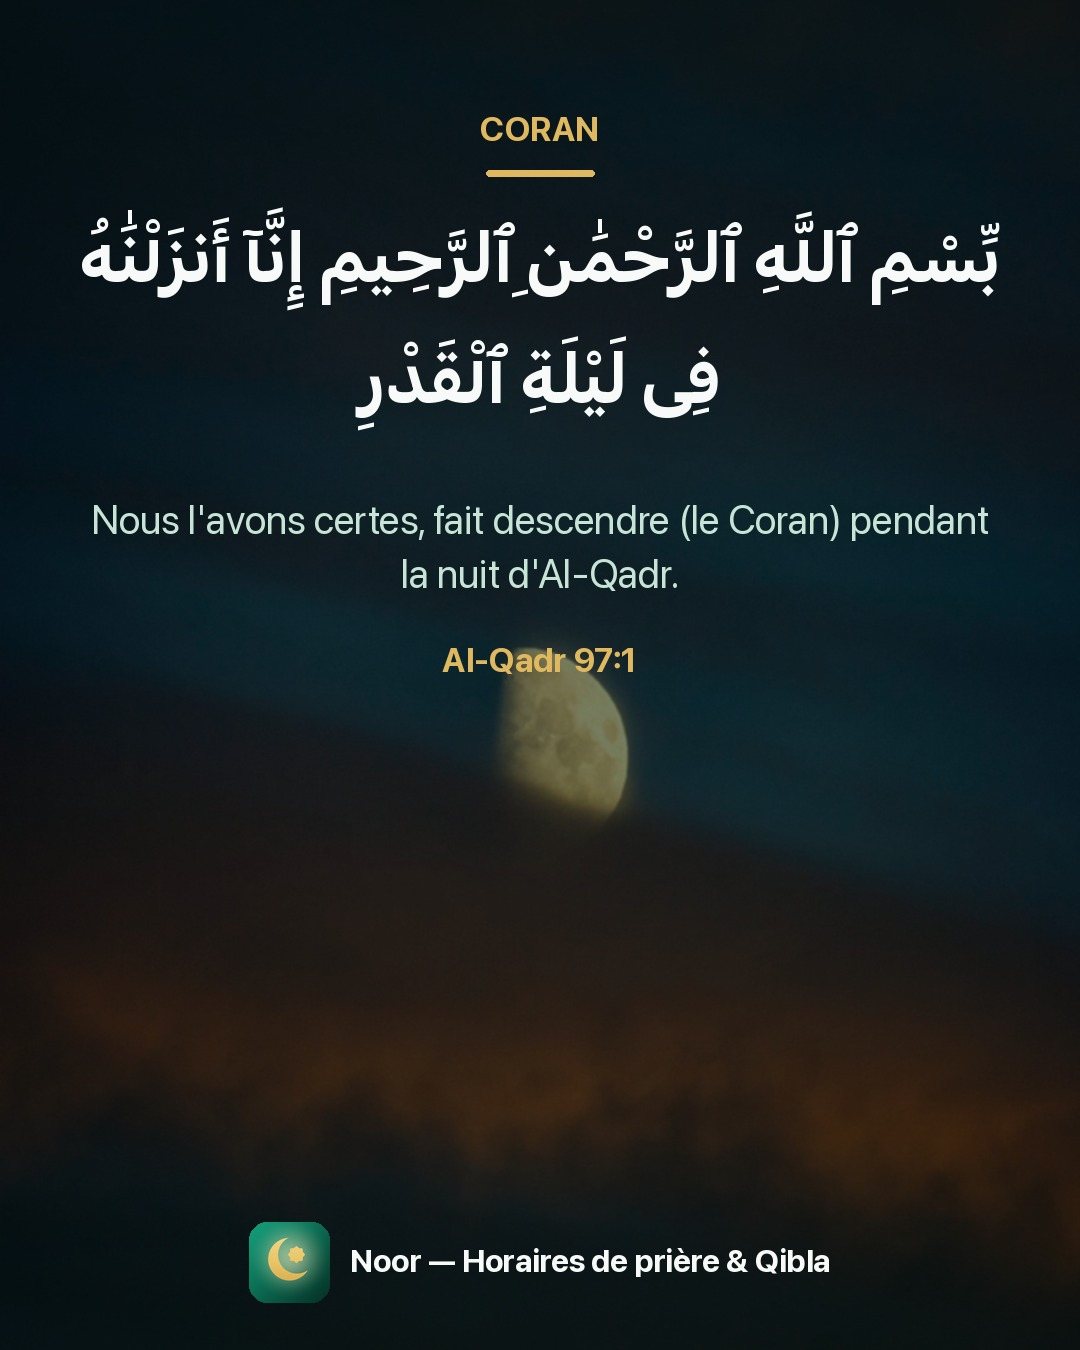 CORAN
بِّسْمِ ٱللَّهِ ٱلرَّحْمَٰنِ ٱلرَّحِيمِ إِنَّآ أَنزَلْنَٰهُ
فِى لَيْلَةِ ٱلْقَدْرِ
Nous l'avons certes, fait descendre (le Coran) pendant
la nuit d'Al-Qadr.
Al-Qadr 97:1
Noor — Horaires de prière & Qibla